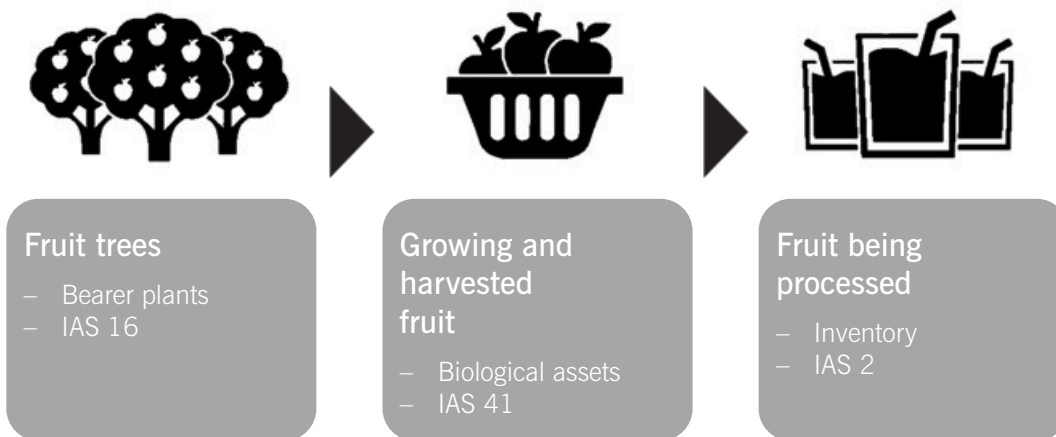 Fruit trees
– Bearer plants
– IAS 16
Growing and
harvested
fruit
– Biological assets
– IAS 41
Fruit being
processed
– Inventory
– IAS 2